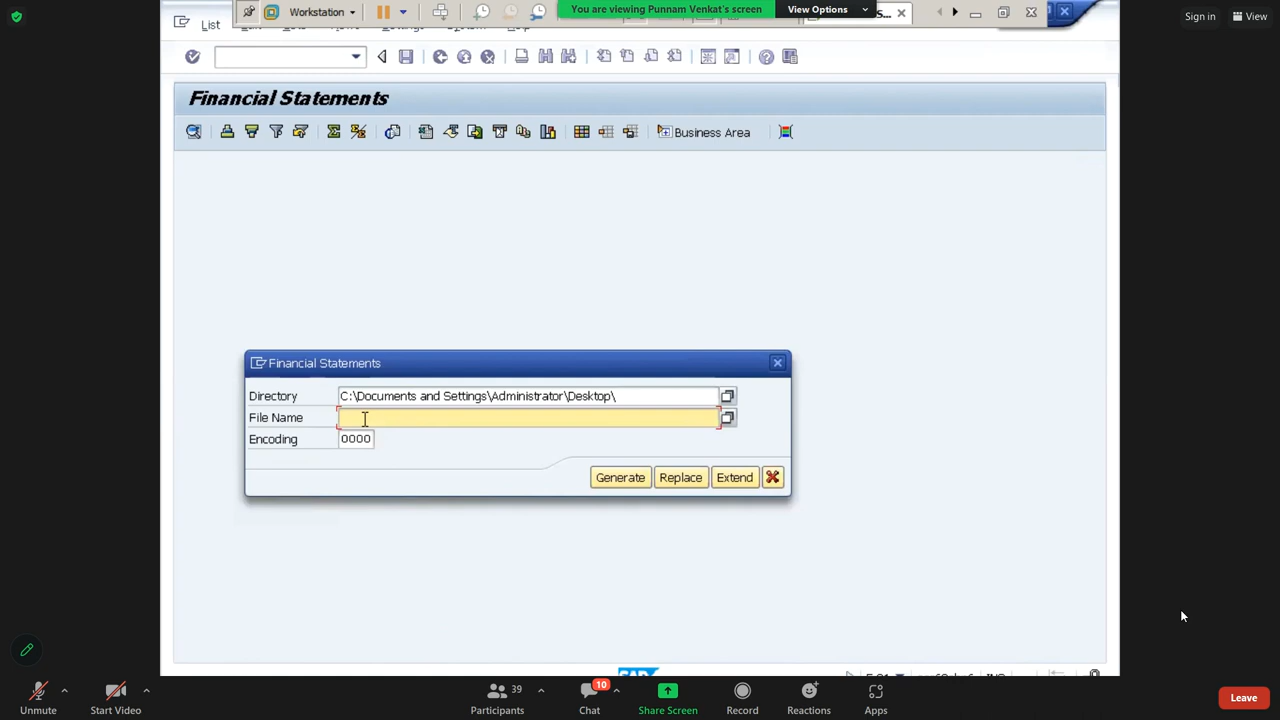 Workstation
You are viewing Punnam Venkat's screen
View Options
Sign in
View
List
Financial Statements
Business Area
Financial Statements
Directory
C:\Documents and Settings\Administrator\Desktop\
File Name
Encoding
0000
Generate
Replace
Extend
SAP
Unmute
Start Video
39
Participants
10
Chat
Share Screen
Record
Reactions
Apps
Leave